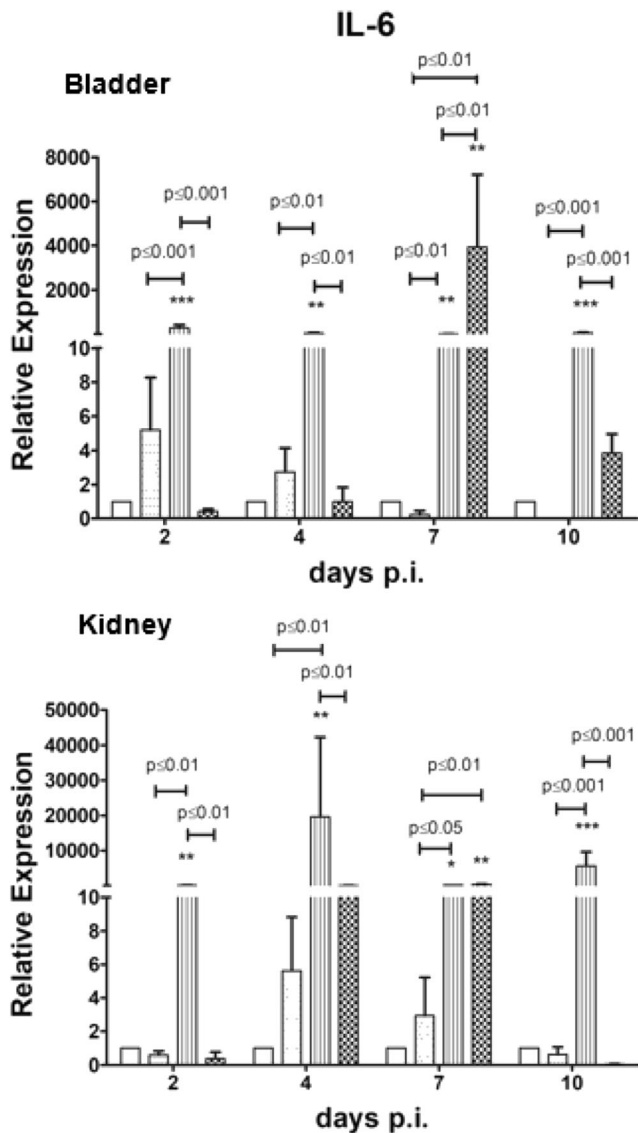 IL-6
Bladder
p≤0.01
p≤0.01
**
8000
6000
4000
2000
p≤0.001
p≤0.001
***
p≤0.01
p≤0.01
**
p≤0.01
**
p≤0.001
p≤0.001
***
10
8
6
4
2
0
Relative Expression
2 4 7 10
days p.i.
Kidney
p≤0.01
p≤0.01
**
50000
40000
30000
20000
10000
p≤0.01
p≤0.01
**
p≤0.01
p≤0.05
* **
p≤0.001
p≤0.001
***
10
8
6
4
2
0
Relative Expression
2 4 7 10
days p.i.